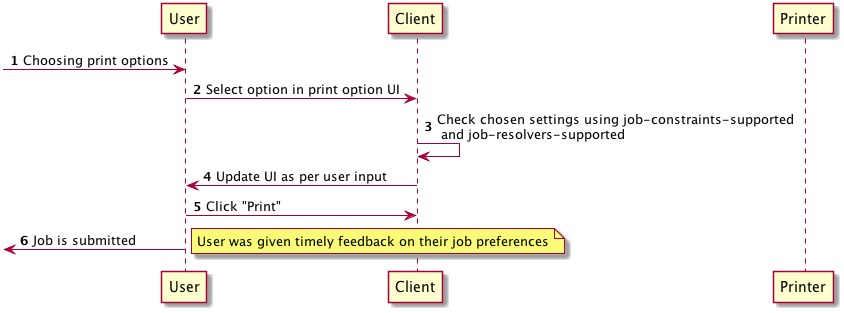 User
Client
Printer
1 Choosing print options
2 Select option in print option UI
3 Check chosen settings using job-constraints-supported
and job-resolvers-supported
4 Update UI as per user input
5 Click "Print"
6 Job is submitted
User was given timely feedback on their job preferences
User
Client
Printer